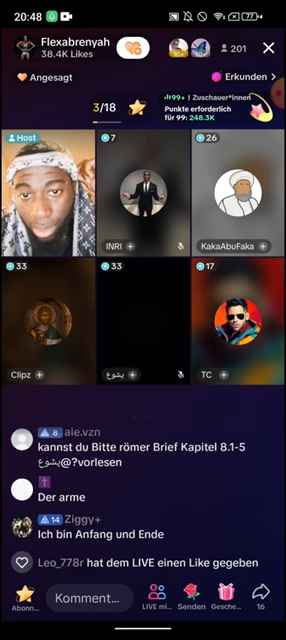 20:48
77
Flexabrenyah
38.4K Likes
10+
10+
201
Angesagt
Erkunden >
3/18
99+ | Zuschauer*innen
Punkte erforderlich
für 99: 248.3K
Host
7
26
INRI
KakaAbuFaka
33
33
17
Clipz
يشوع
TC
8 ale.vzn
kannst du Bitte römer Brief Kapitel 8.1-5
يشوع@?vorlesen
Der arme
14 Ziggy+
Ich bin Anfang und Ende
Leo_778r hat dem LIVE einen Like gegeben
Abonn...
Komment...
LIVE mi...
Senden
Gesche...
16